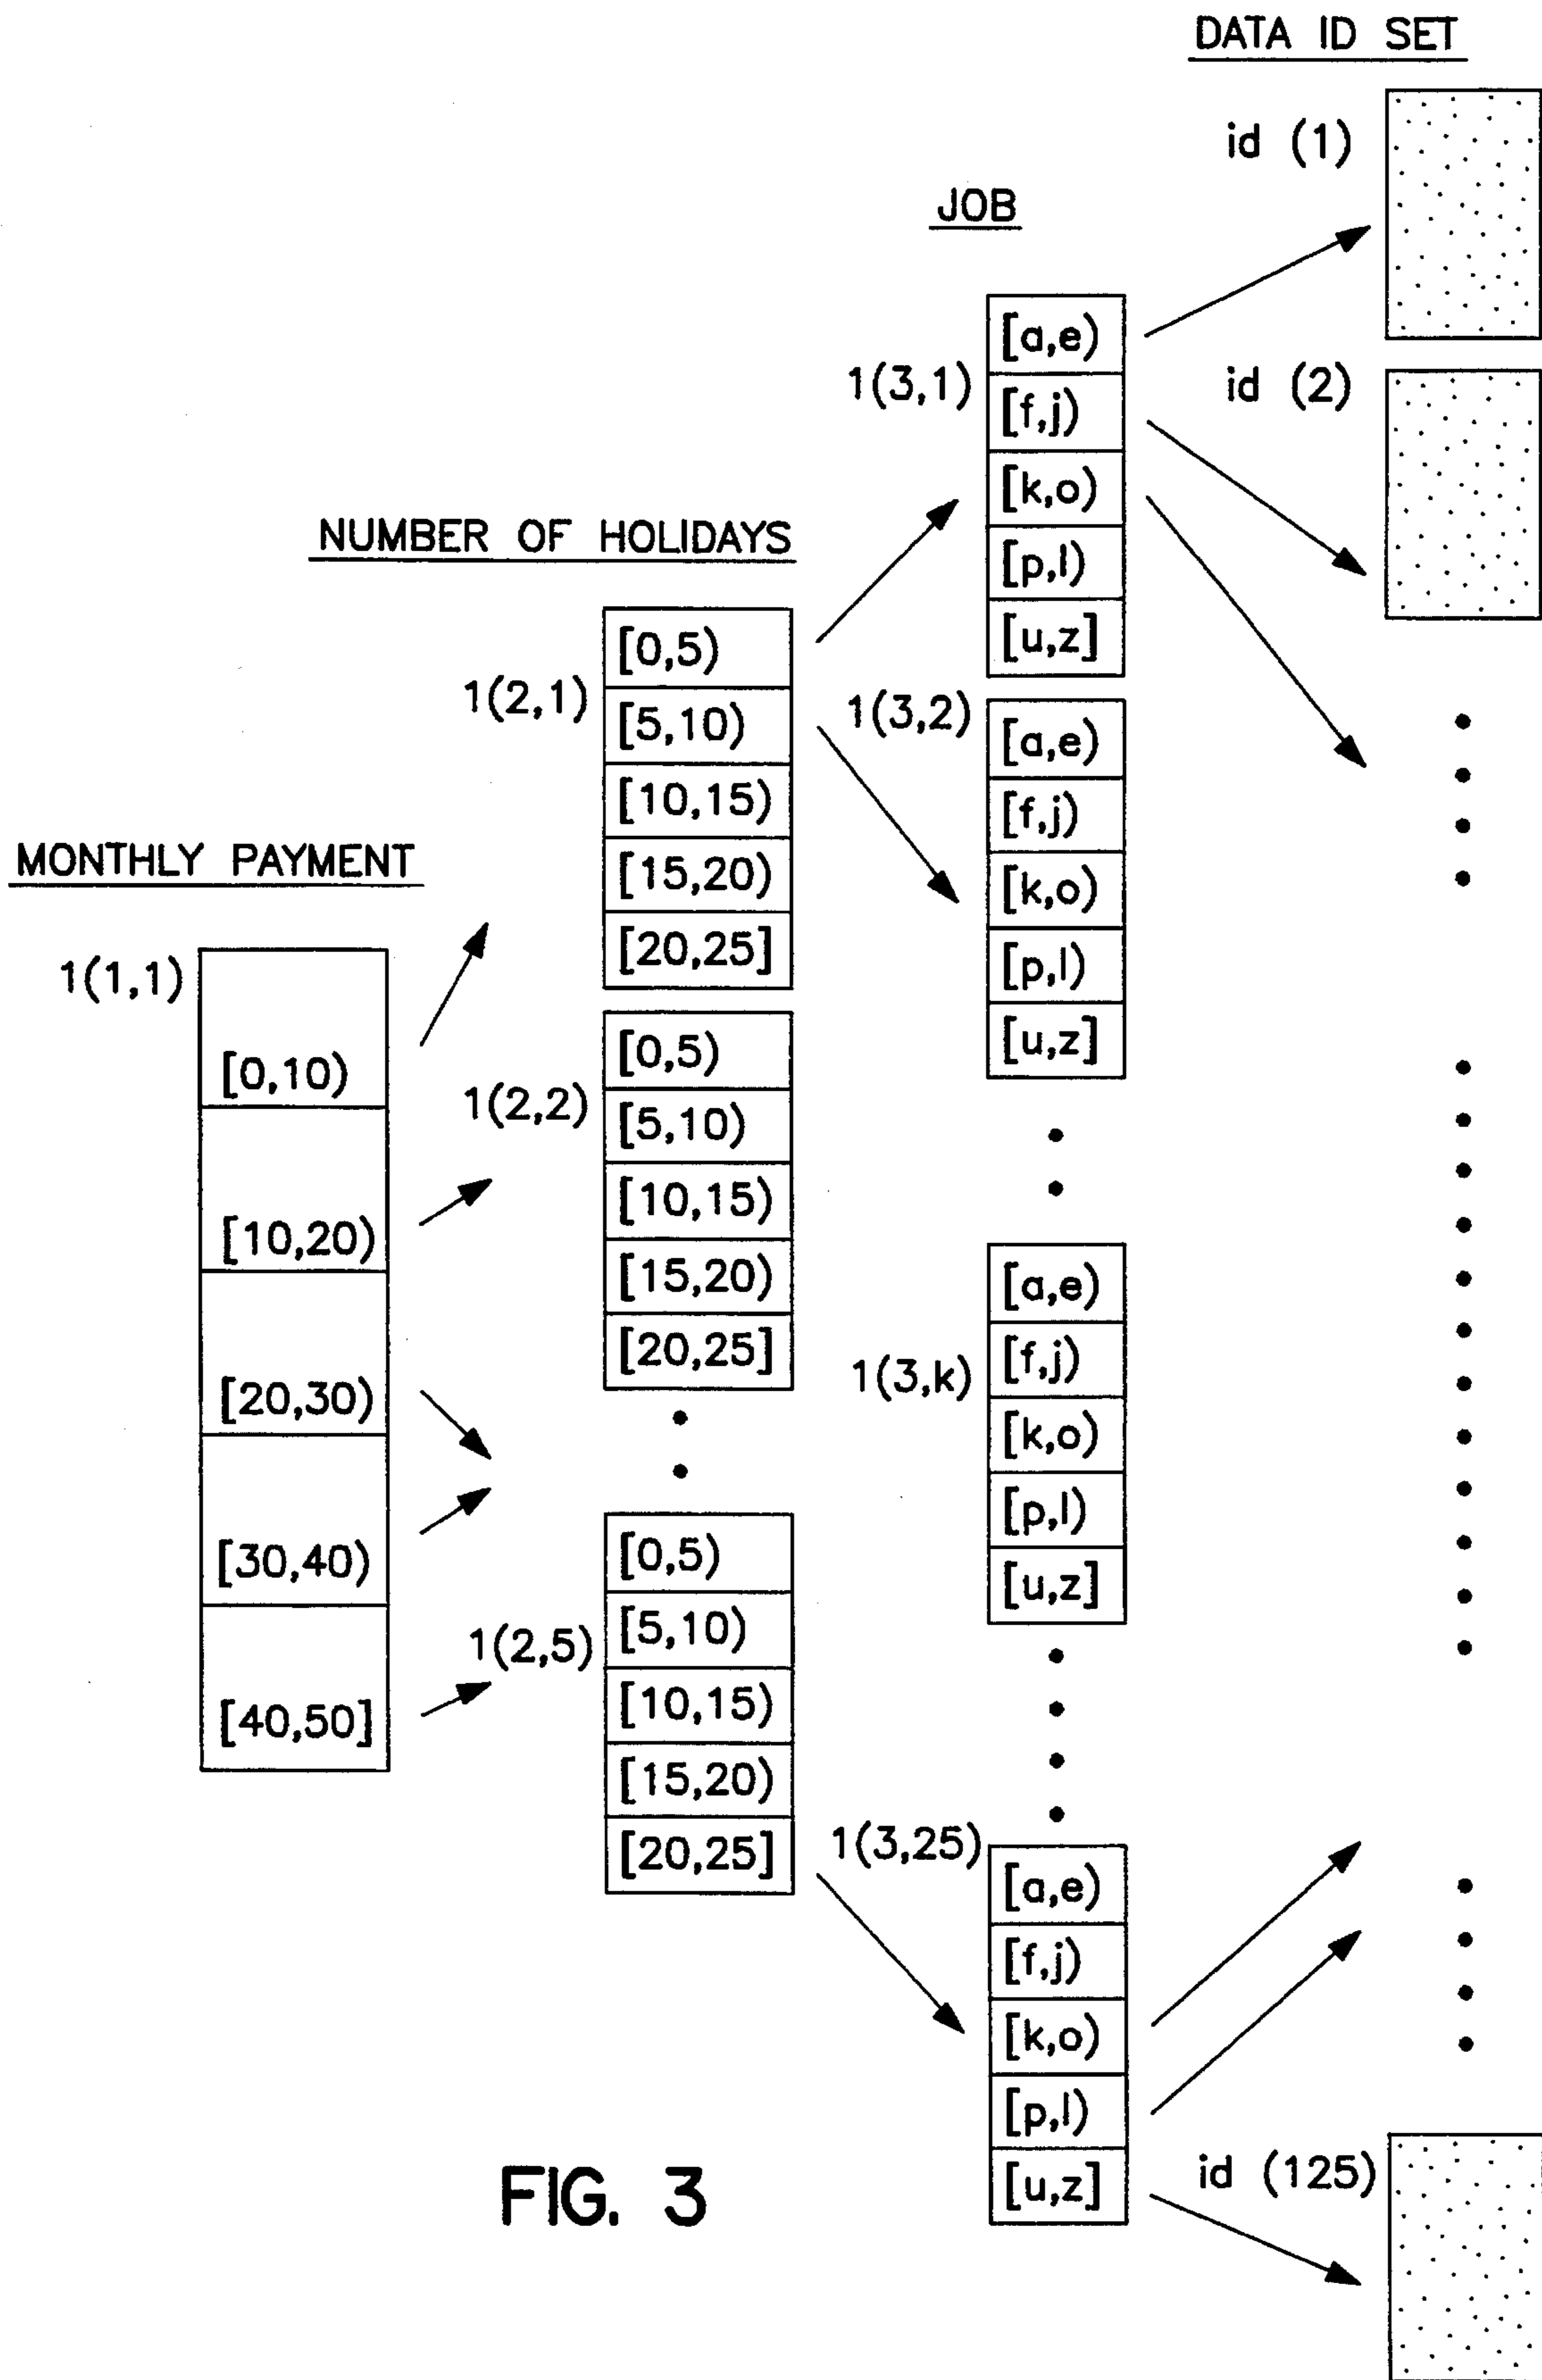 DATA ID SET
id (1)
id (2)
id (125)
JOB
1(3,1)
[a,e)
[f,j)
[k,o)
[p,l)
[u,z]
1(3,2)
[a,e)
[f,j)
[k,o)
[p,l)
[u,z]
1(3,k)
[a,e)
[f,j)
[k,o)
[p,l)
[u,z]
1(3,25)
[a,e)
[f,j)
[k,o)
[p,l)
[u,z]
NUMBER OF HOLIDAYS
1(2,1)
[0,5)
[5,10)
[10,15)
[15,20)
[20,25]
1(2,2)
[0,5)
[5,10)
[10,15)
[15,20)
[20,25]
1(2,5)
[0,5)
[5,10)
[10,15)
[15,20)
[20,25]
MONTHLY PAYMENT
1(1,1)
[0,10)
[10,20)
[20,30)
[30,40)
[40,50]
FIG. 3